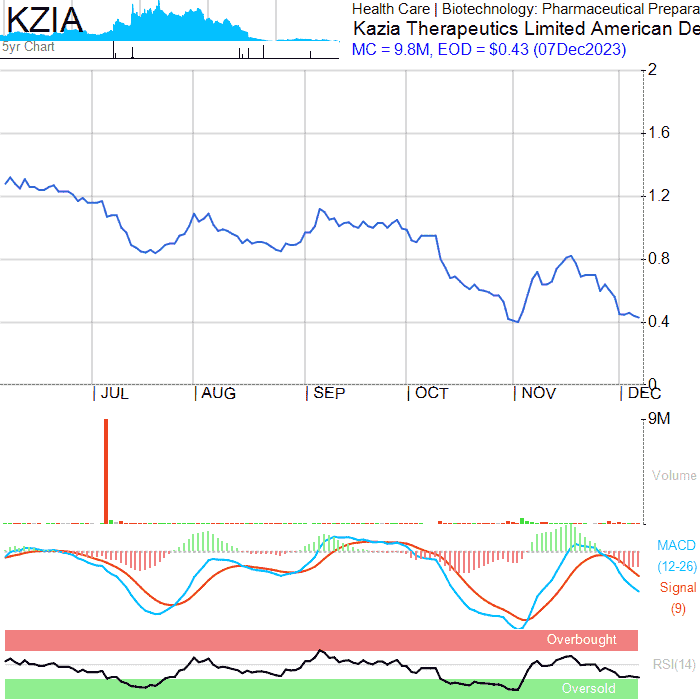 KZIA
5yr Chart
Health Care | Biotechnology: Pharmaceutical Prepara
Kazia Therapeutics Limited American De
MC = 9.8M, EOD = $0.43 (07Dec2023)
2
1.6
1.2
0.8
0.4
0
JUL AUG SEP OCT NOV DEC
9M
Volume
MACD
(12-26)
Signal
(9)
Overbought
RSI(14)
Oversold